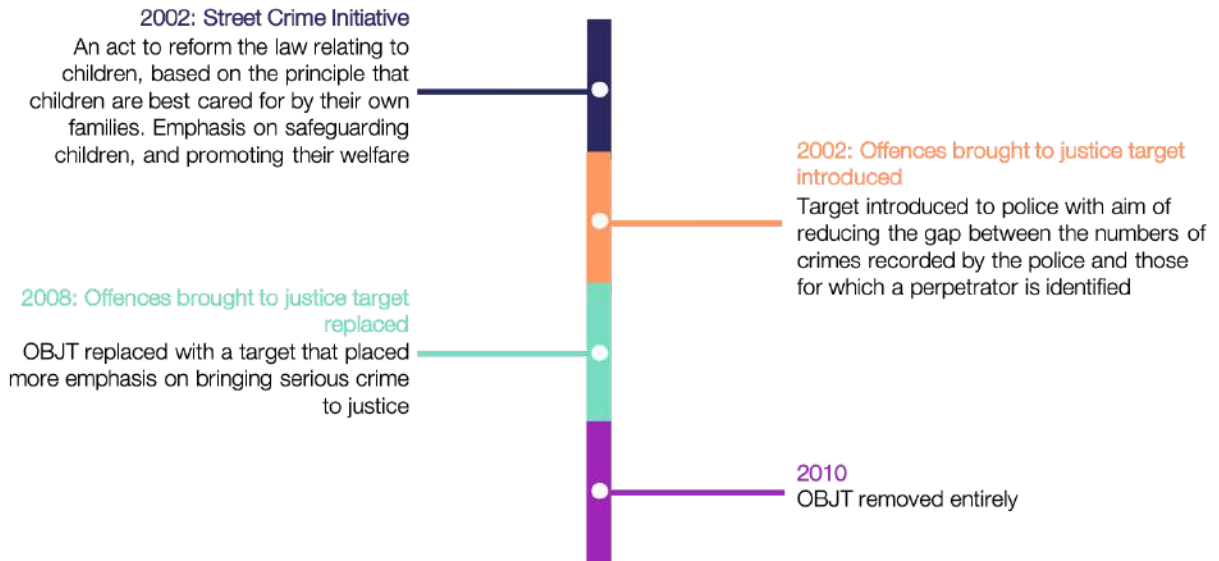 2002: Street Crime Initiative
An act to reform the law relating to
children, based on the principle that
children are best cared for by their own
families. Emphasis on safeguarding
children, and promoting their welfare
2002: Offences brought to justice target
introduced
Target introduced to police with aim of
reducing the gap between the numbers of
crimes recorded by the police and those
for which a perpetrator is identified
2008: Offences brought to justice target
replaced
OBJT replaced with a target that placed
more emphasis on bringing serious crime
to justice
2010
OBJT removed entirely